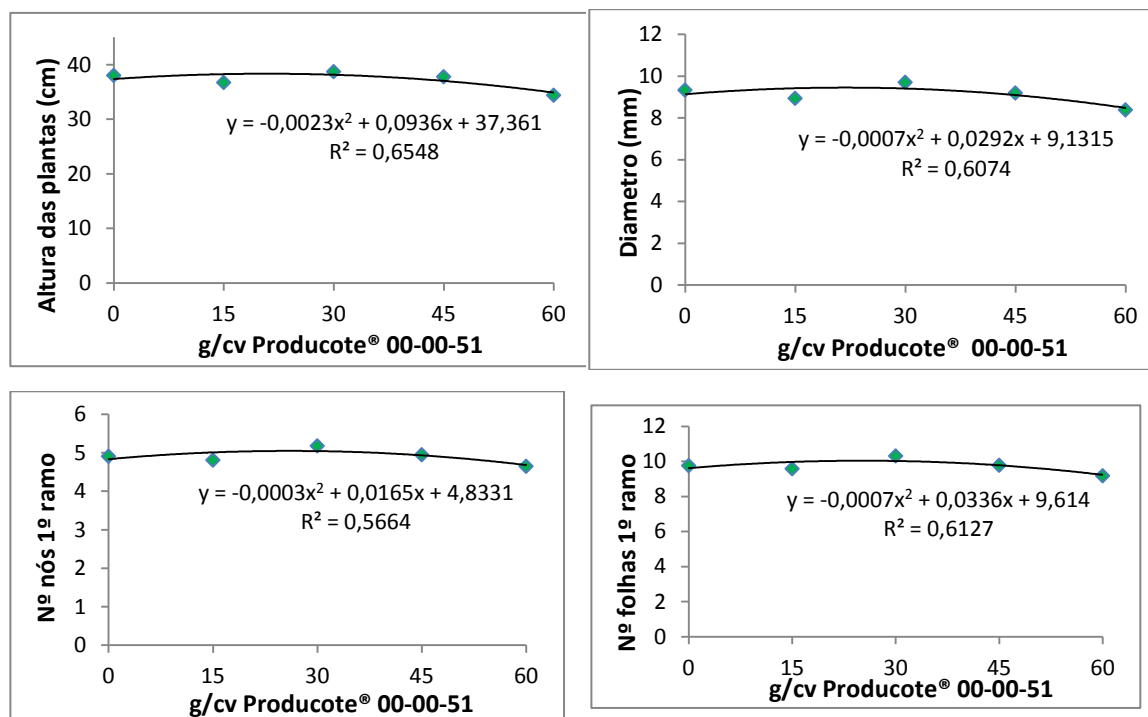 Altura das plantas (cm)
40
30
20
10
0
y = -0,0023x² + 0,0936x + 37,361
R² = 0,6548
0 15 30 45 60
g/cv Producote® 00-00-51
Diametro (mm)
12
10
8
6
4
2
0
y = -0,0007x² + 0,0292x + 9,1315
R² = 0,6074
0 15 30 45 60
g/cv Producote® 00-00-51
Nº nós 1º ramo
6
5
4
3
2
1
0
y = -0,0003x² + 0,0165x + 4,8331
R² = 0,5664
0 15 30 45 60
g/cv Producote® 00-00-51
Nº folhas 1º ramo
12
10
8
6
4
2
0
y = -0,0007x² + 0,0336x + 9,614
R² = 0,6127
0 15 30 45 60
g/cv Producote® 00-00-51